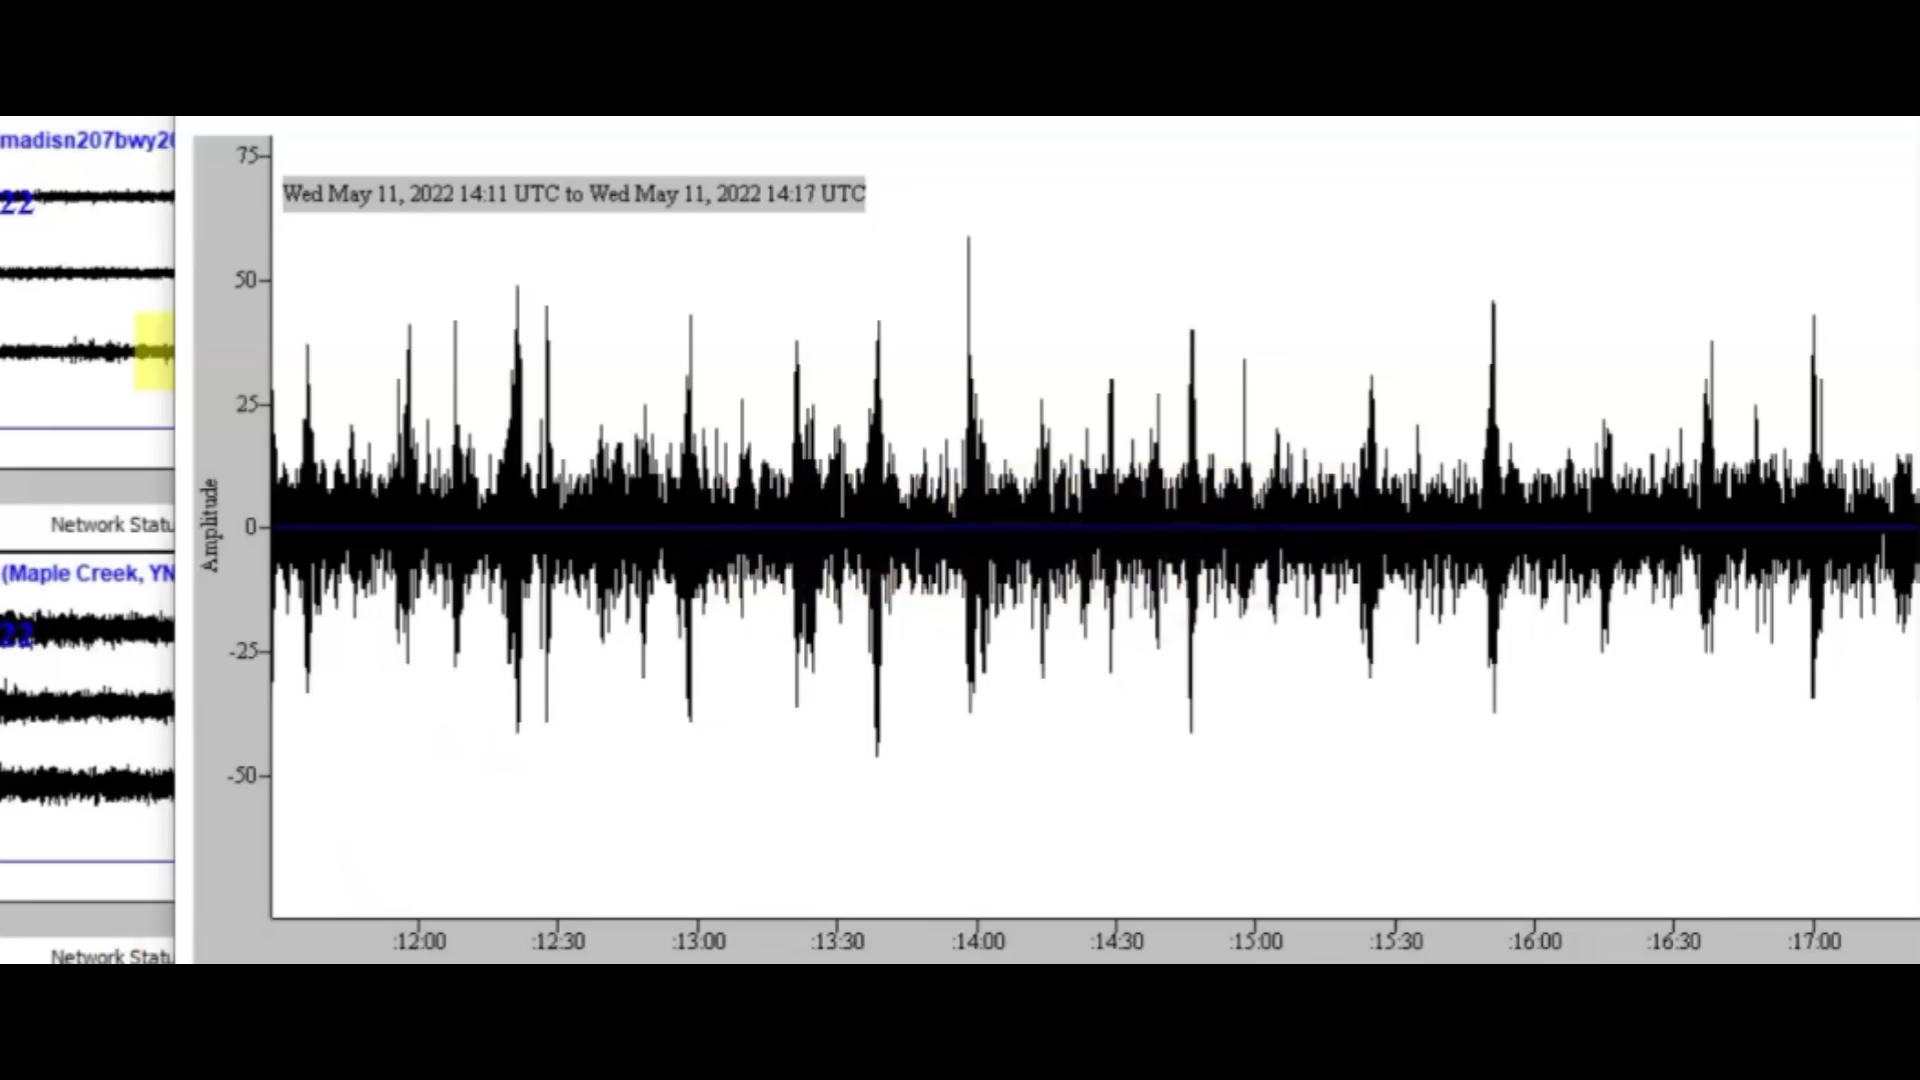 madisn207bwy20
22
Network Statu
(Maple Creek, YN
22
Network Statu
Wed May 11, 2022 14:11 UTC to Wed May 11, 2022 14:17 UTC
Amplitude
75
50
25
0
-25
-50
:12:00 :12:30 :13:00 :13:30 :14:00 :14:30 :15:00 :15:30 :16:00 :16:30 :17:00